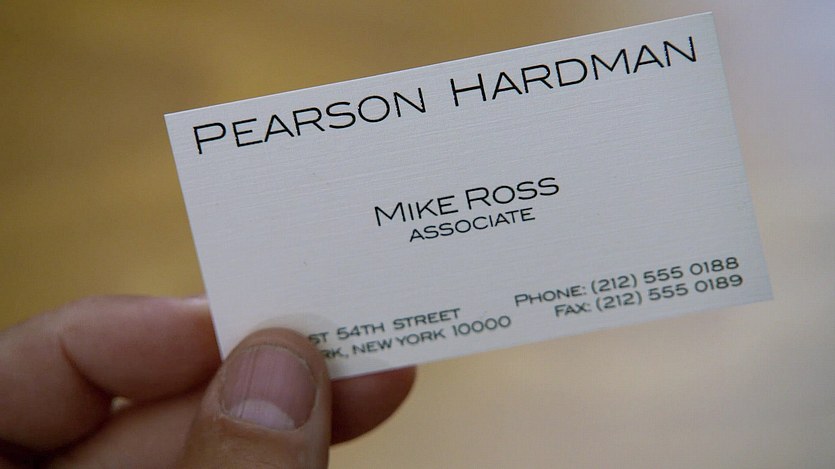 PEARSON HARDMAN
MIKE ROSS
ASSOCIATE
PHONE: (212) 555 0188
FAX: (212) 555 0189
ST 54TH STREET
RK, NEW YORK 10000